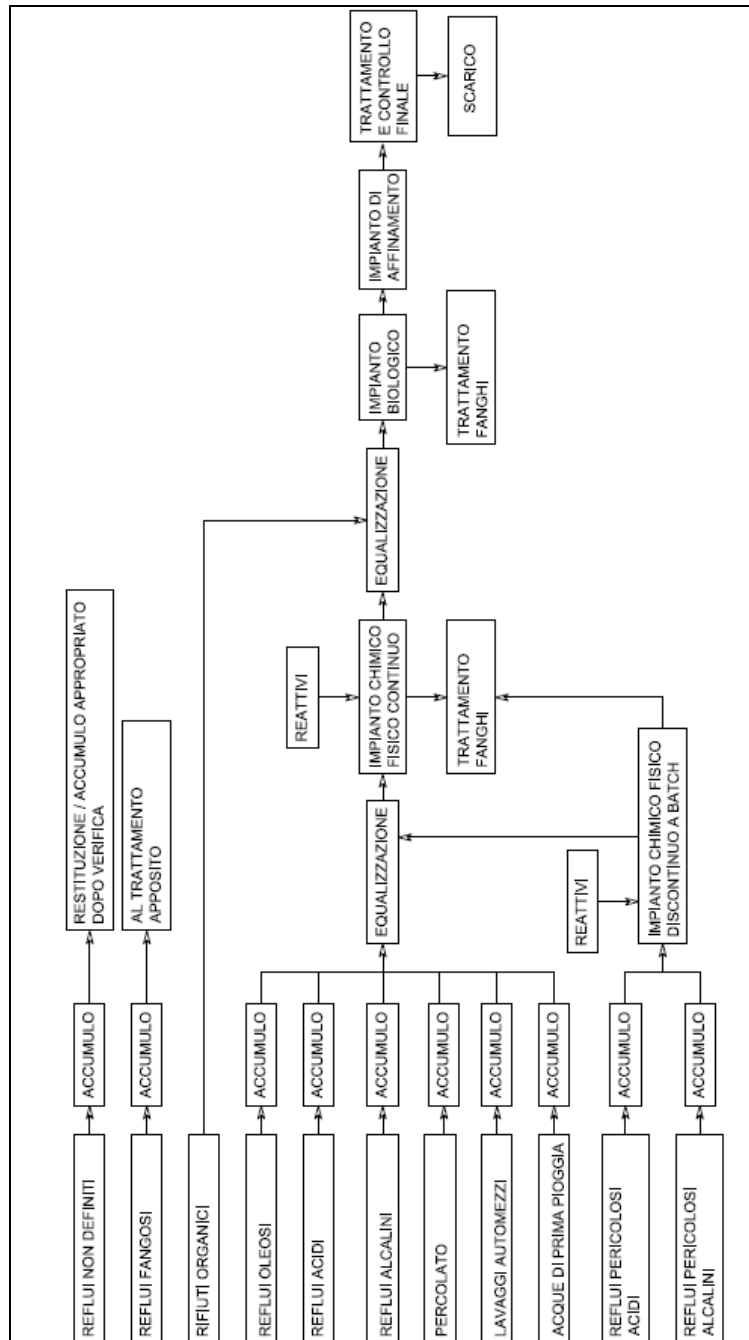 REFLUI NON DEFINITI
ACCUMULO
RESTITUZIONE / ACCUMULO APPROPRIATO
DOPO VERIFICA
REFLUI FANGOSI
ACCUMULO
AL TRATTAMENTO
APPOSITO
RIFIUTI ORGANICI
REFLUI OLEOSI
ACCUMULO
REFLUI ACIDI
ACCUMULO
REFLUI ALCALINI
ACCUMULO
PERCOLATO
ACCUMULO
LAVAGGI AUTOMEZZI
ACCUMULO
ACQUE DI PRIMA PIOGGIA
ACCUMULO
REFLUI PERICOLOSI
ACIDI
ACCUMULO
REFLUI PERICOLOSI
ALCALINI
ACCUMULO
EQUALIZZAZIONE
REATTIVI
IMPIANTO CHIMICO FISICO
DISCONTINUO A BATCH
REATTIVI
IMPIANTO CHIMICO
FISICO CONTINUO
TRATTAMENTO
FANGHI
EQUALIZZAZIONE
IMPIANTO
BIOLOGICO
TRATTAMENTO
FANGHI
IMPIANTO DI
AFFINAMENTO
TRATTAMENTO
E CONTROLLO
FINALE
SCARICO